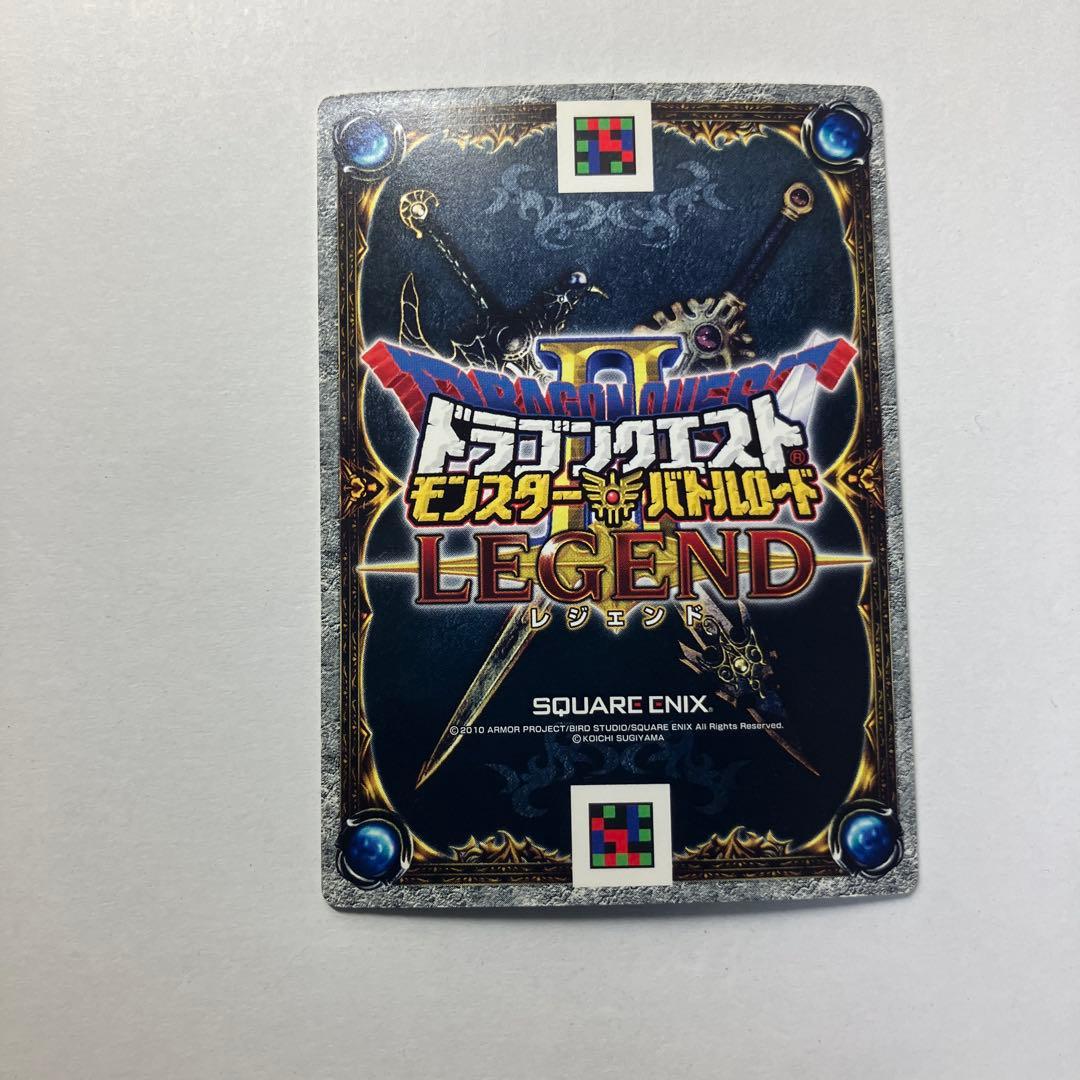 DRAGON QUEST
II
ドラゴンクエスト®
モンスターバトルロード
LEGEND
レジェンド
SQUARE ENIX®
©2010 ARMOR PROJECT/BIRD STUDIO/SQUARE ENIX All Rights Reserved.
©KOICHI SUGIYAMA